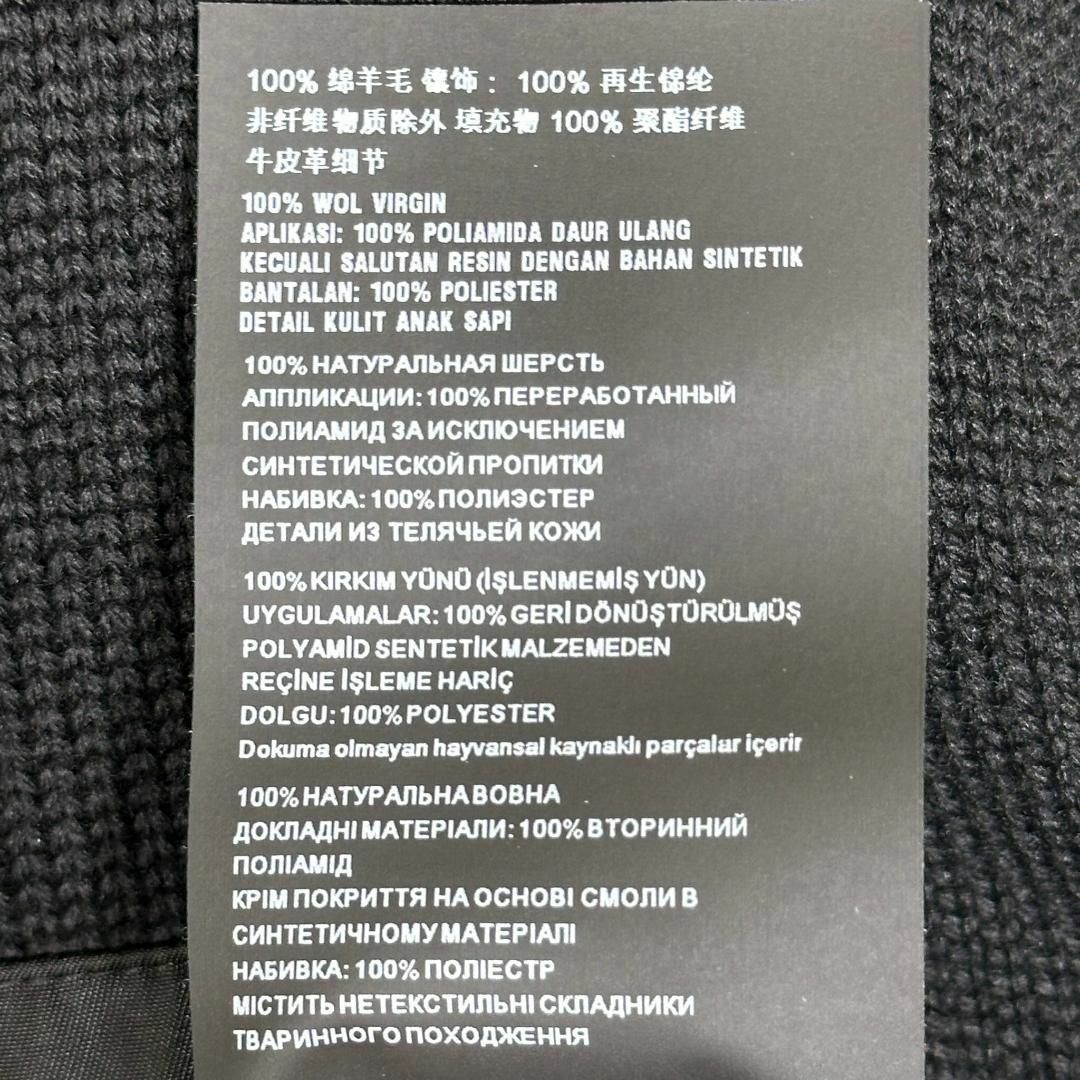 100% 绵羊毛 镶饰： 100% 再生锦纶
非纤维物质除外 填充物 100% 聚酯纤维
牛皮革细节
100% WOL VIRGIN
APLIKASI: 100% POLIAMIDA DAUR ULANG
KECUALI SALUTAN RESIN DENGAN BAHAN SINTETIK
BANTALAN: 100% POLIESTER
DETAIL KULIT ANAK SAPI
100% НАТУРАЛЬНАЯ ШЕРСТЬ
АППЛИКАЦИИ: 100% ПЕРЕРАБОТАННЫЙ
ПОЛИАМИД ЗА ИСКЛЮЧЕНИЕМ
СИНТЕТИЧЕСКОЙ ПРОПИТКИ
НАБИВКА: 100% ПОЛИЭСТЕР
ДЕТАЛИ ИЗ ТЕЛЯЧЬЕЙ КОЖИ
100% KIRKIM YÜNÜ (İŞLENMEMİŞ YÜN)
UYGULAMALAR: 100% GERİ DÖNÜŞTÜRÜLMÜŞ
POLYAMİD SENTETİK MALZEMEDEN
REÇİNE İŞLEME HARİÇ
DOLGU: 100% POLYESTER
Dokuma olmayan hayvansal kaynaklı parçalar içerir
100% НАТУРАЛЬНА ВОВНА
ДОКЛАДНІ МАТЕРІАЛИ: 100% ВТОРИННИЙ
ПОЛІАМІД
КРІМ ПОКРИТТЯ НА ОСНОВІ СМОЛИ В
СИНТЕТИЧНОМУ МАТЕРІАЛІ
НАБИВКА: 100% ПОЛІЕСТР
МІСТИТЬ НЕТЕКСТИЛЬНІ СКЛАДНИКИ
ТВАРИННОГО ПОХОДЖЕННЯ